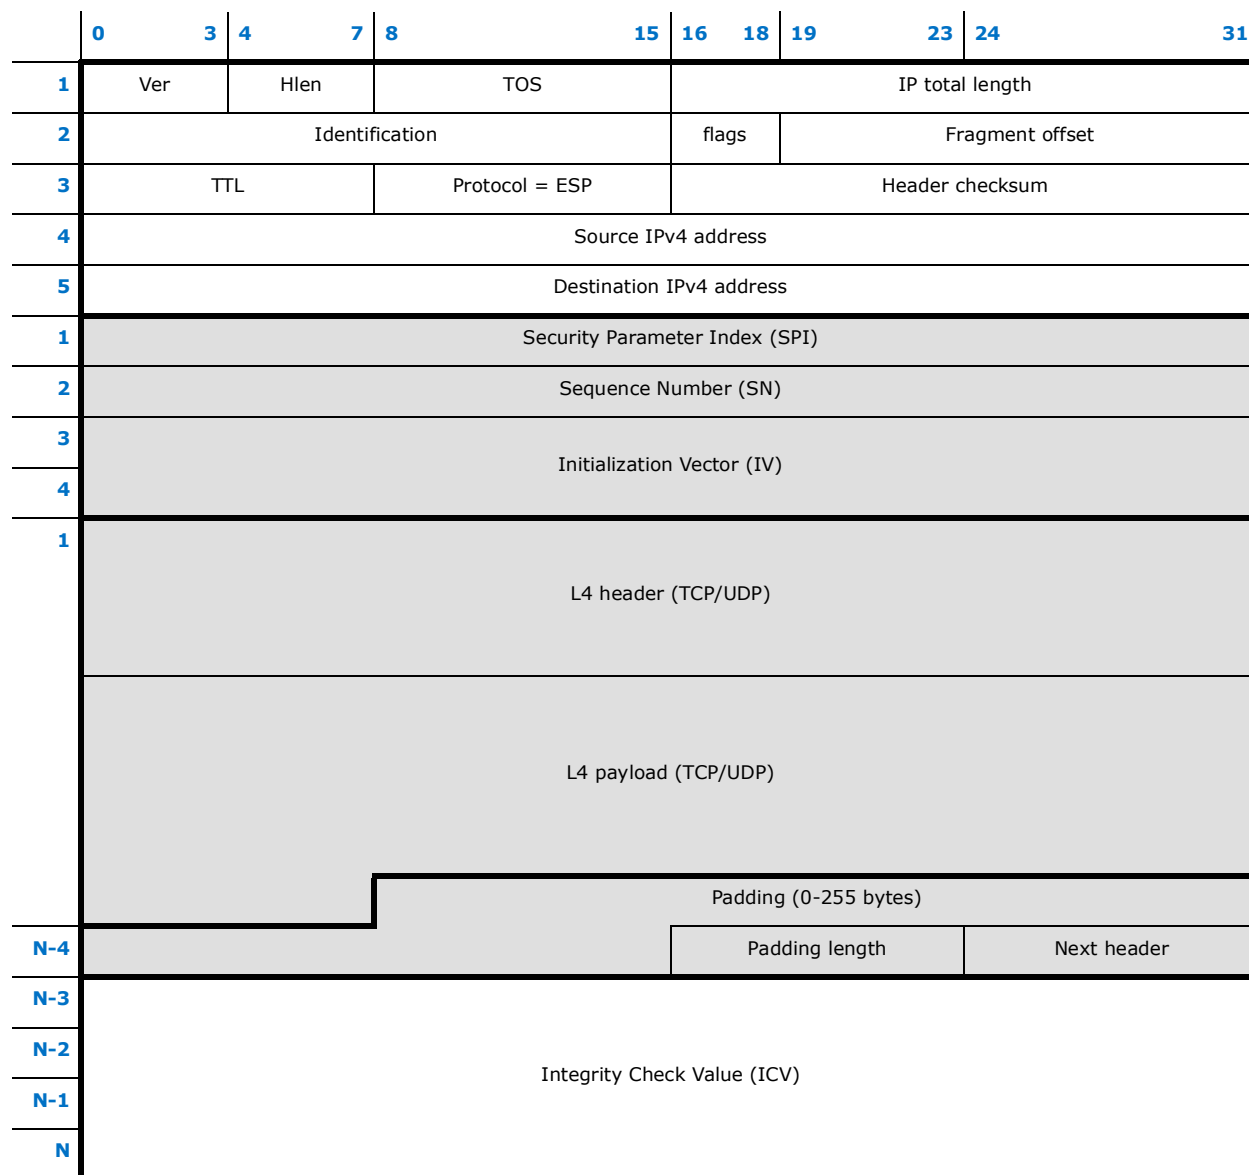 0 3 4 7 8 15 16 18 19 23 24 31
1 Ver Hlen TOS IP total length
2 Identification flags Fragment offset
3 TTL Protocol = ESP Header checksum
4 Source IPv4 address
5 Destination IPv4 address
1 Security Parameter Index (SPI)
2 Sequence Number (SN)
3
Initialization Vector (IV)
4
1
L4 header (TCP/UDP)
L4 payload (TCP/UDP)
Padding (0-255 bytes)
N-4 Padding length Next header
N-3
N-2
Integrity Check Value (ICV)
N-1
N